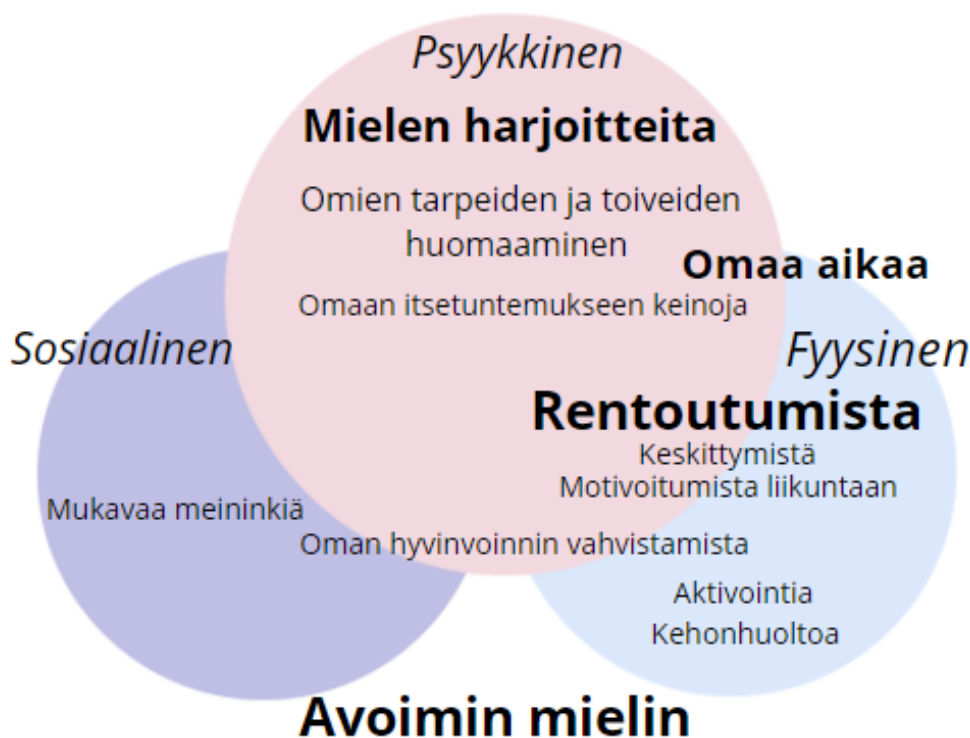 Psyykkinen
Mielen harjoitteita
Omien tarpeiden ja toiveiden
huomaaminen
Omaa aikaa
Omaan itsetuntemukseen keinoja
Sosiaalinen
Fyysinen
Rentoutumista
Keskittymistä
Motivoitumista liikuntaan
Mukavaa meininkiä
Oman hyvinvoinnin vahvistamista
Aktivointia
Kehonhuoltoa
Avoimin mielin